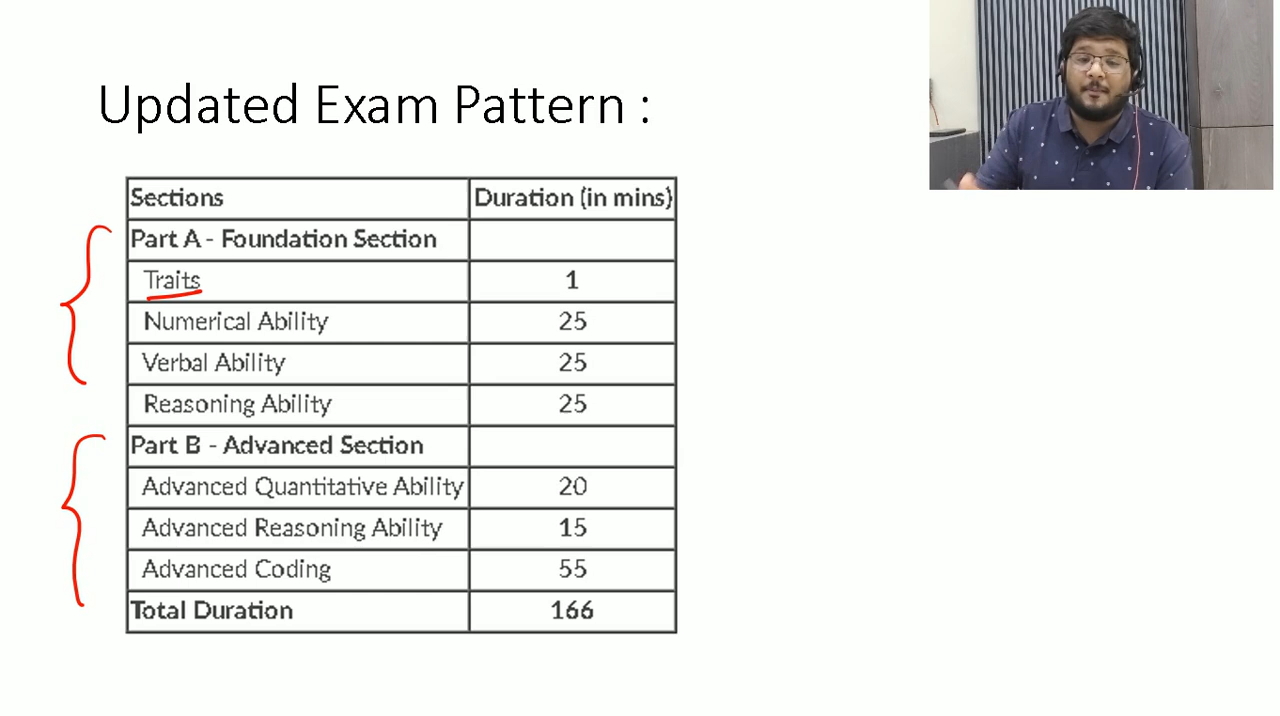 Updated Exam Pattern :
Sections Duration (in mins)
Part A - Foundation Section
Traits 1
Numerical Ability 25
Verbal Ability 25
Reasoning Ability 25
Part B - Advanced Section
Advanced Quantitative Ability 20
Advanced Reasoning Ability 15
Advanced Coding 55
Total Duration 166